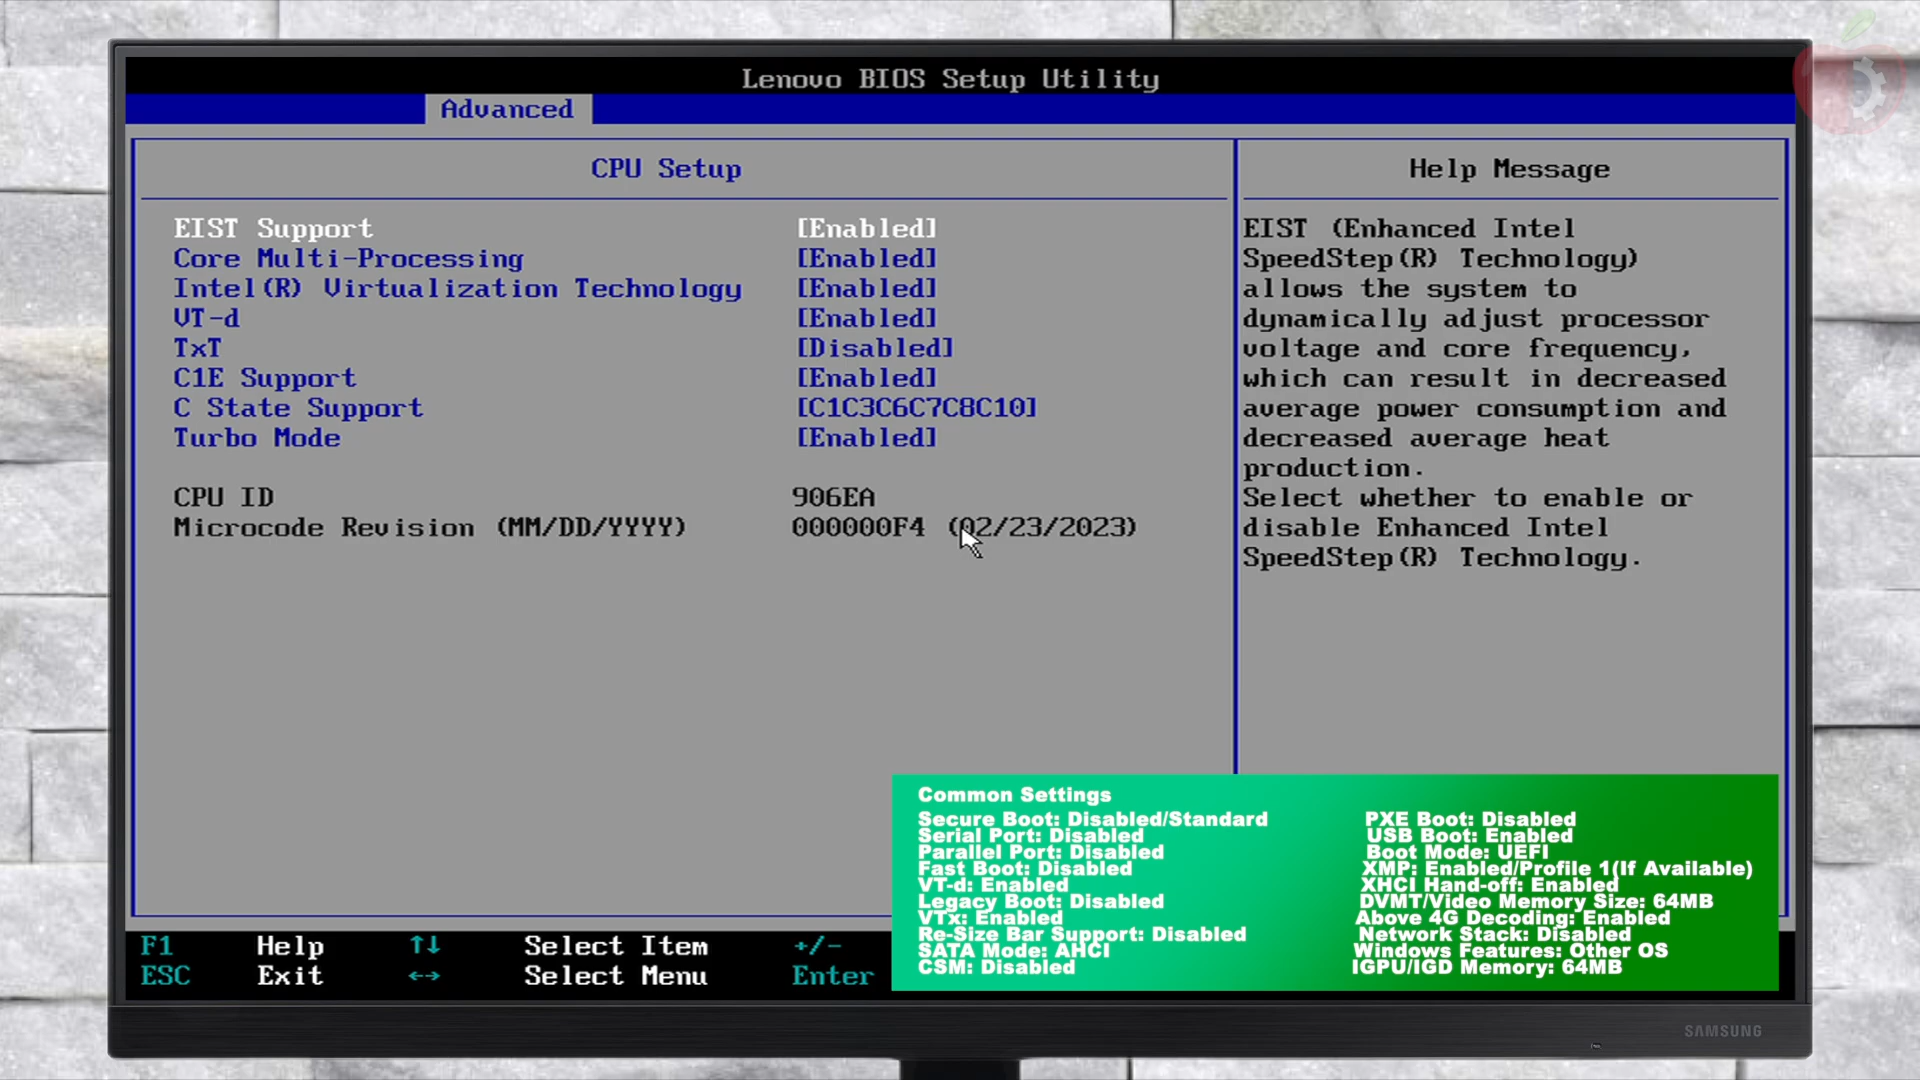 Lenovo BIOS Setup Utility
Advanced
CPU Setup
EIST Support [Enabled]
Core Multi-Processing [Enabled]
Intel(R) Virtualization Technology [Enabled]
VT-d [Enabled]
TxT [Disabled]
C1E Support [Enabled]
C State Support [C1C3C6C7C8C10]
Turbo Mode [Enabled]
CPU ID 906EA
Microcode Revision (MM/DD/YYYY) 000000F4 (02/23/2023)
Help Message
EIST (Enhanced Intel
SpeedStep(R) Technology)
allows the system to
dynamically adjust processor
voltage and core frequency,
which can result in decreased
average power consumption and
decreased average heat
production.
Select whether to enable or
disable Enhanced Intel
SpeedStep(R) Technology.
F1 Help ↑↓ Select Item +/-
ESC Exit ←→ Select Menu Enter
Common Settings
Secure Boot: Disabled/Standard
Serial Port: Disabled
Parallel Port: Disabled
Fast Boot: Disabled
VT-d: Enabled
Legacy Boot: Disabled
VTx: Enabled
Re-Size Bar Support: Disabled
SATA Mode: AHCI
CSM: Disabled
PXE Boot: Disabled
USB Boot: Enabled
Boot Mode: UEFI
XMP: Enabled/Profile 1(If Available)
XHCI Hand-off: Enabled
DVMT/Video Memory Size: 64MB
Above 4G Decoding: Enabled
Network Stack: Disabled
Windows Features: Other OS
IGPU/IGD Memory: 64MB
SAMSUNG